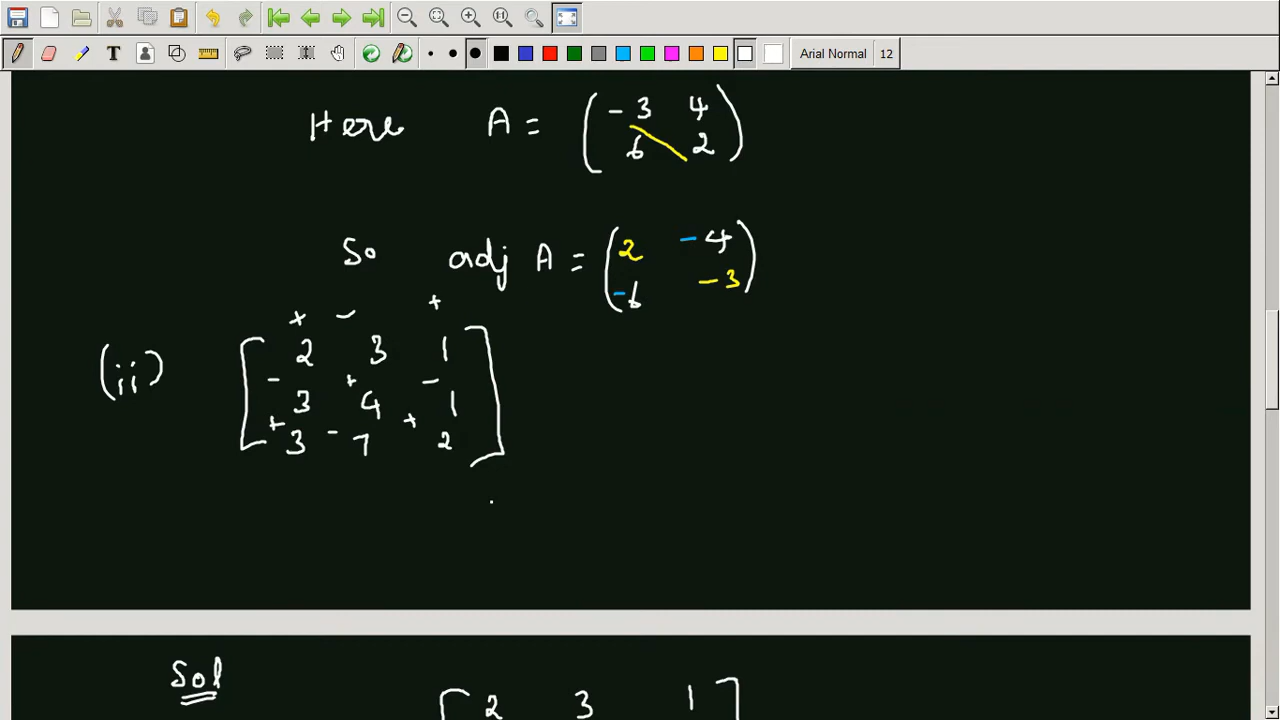 T Arial Normal 12
Here A = ( -3 4
6 2 )
So adj A = ( 2 -4
-6 -3 )
+ - +
(ii) [ 2 3 1
- + -
3 4 1
+ - +
3 7 2 ]
Sol
[ 2 3 1 ]